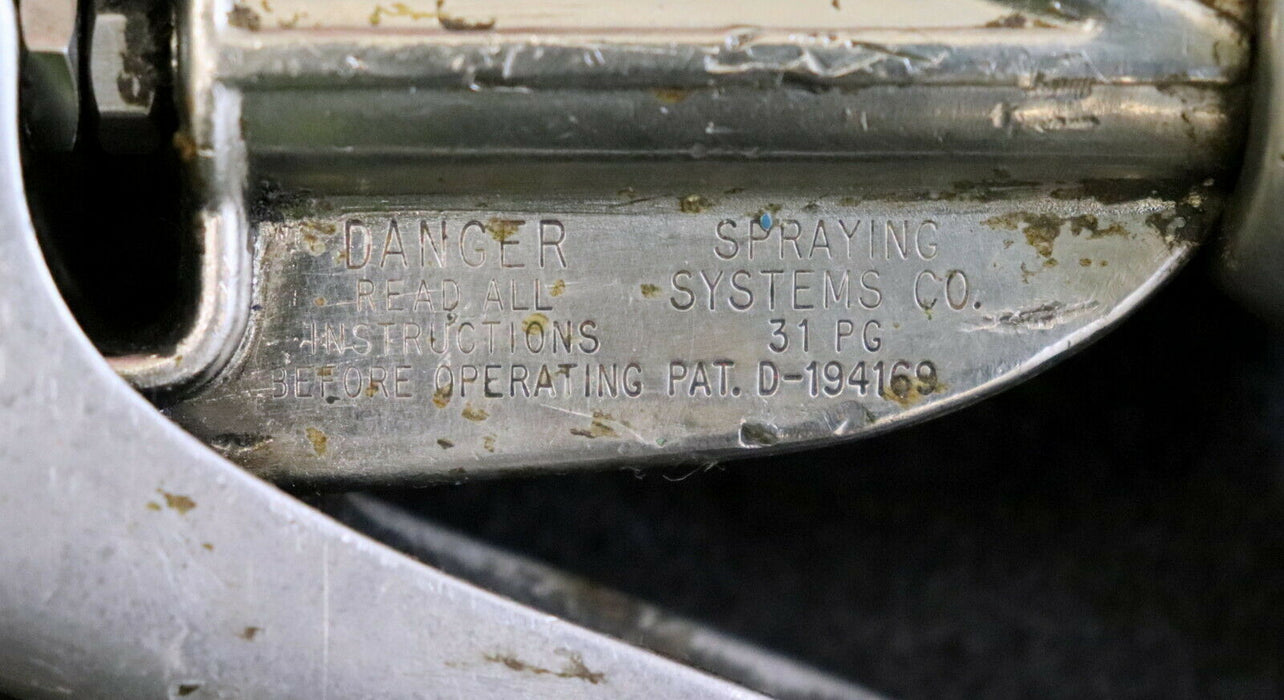 DANGER
READ ALL
INSTRUCTIONS
BEFORE OPERATING
SPRAYING
SYSTEMS CO.
31 PG
PAT. D-194169